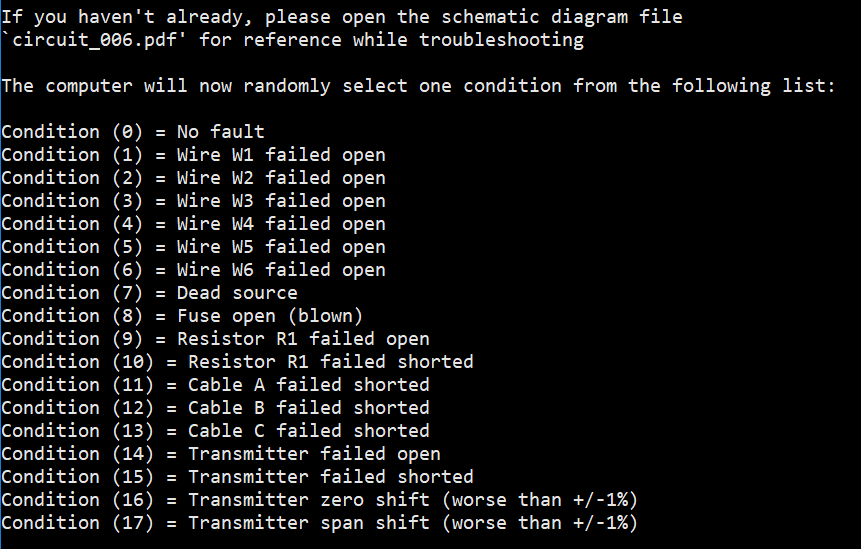 If you haven't already, please open the schematic diagram file
`circuit_006.pdf' for reference while troubleshooting
The computer will now randomly select one condition from the following list:
Condition (0) = No fault
Condition (1) = Wire W1 failed open
Condition (2) = Wire W2 failed open
Condition (3) = Wire W3 failed open
Condition (4) = Wire W4 failed open
Condition (5) = Wire W5 failed open
Condition (6) = Wire W6 failed open
Condition (7) = Dead source
Condition (8) = Fuse open (blown)
Condition (9) = Resistor R1 failed open
Condition (10) = Resistor R1 failed shorted
Condition (11) = Cable A failed shorted
Condition (12) = Cable B failed shorted
Condition (13) = Cable C failed shorted
Condition (14) = Transmitter failed open
Condition (15) = Transmitter failed shorted
Condition (16) = Transmitter zero shift (worse than +/-1%)
Condition (17) = Transmitter span shift (worse than +/-1%)